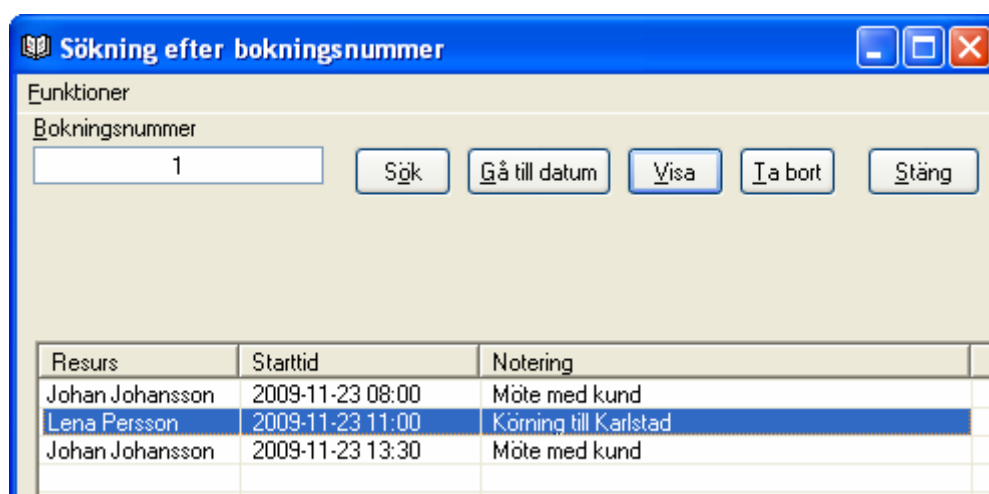 Sökning efter bokningsnummer
Funktioner
Bokningsnummer
1 Sök Gå till datum Visa Ta bort Stäng
Resurs Starttid Notering
Johan Johansson 2009-11-23 08:00 Möte med kund
Lena Persson 2009-11-23 11:00 Körning till Karlstad
Johan Johansson 2009-11-23 13:30 Möte med kund